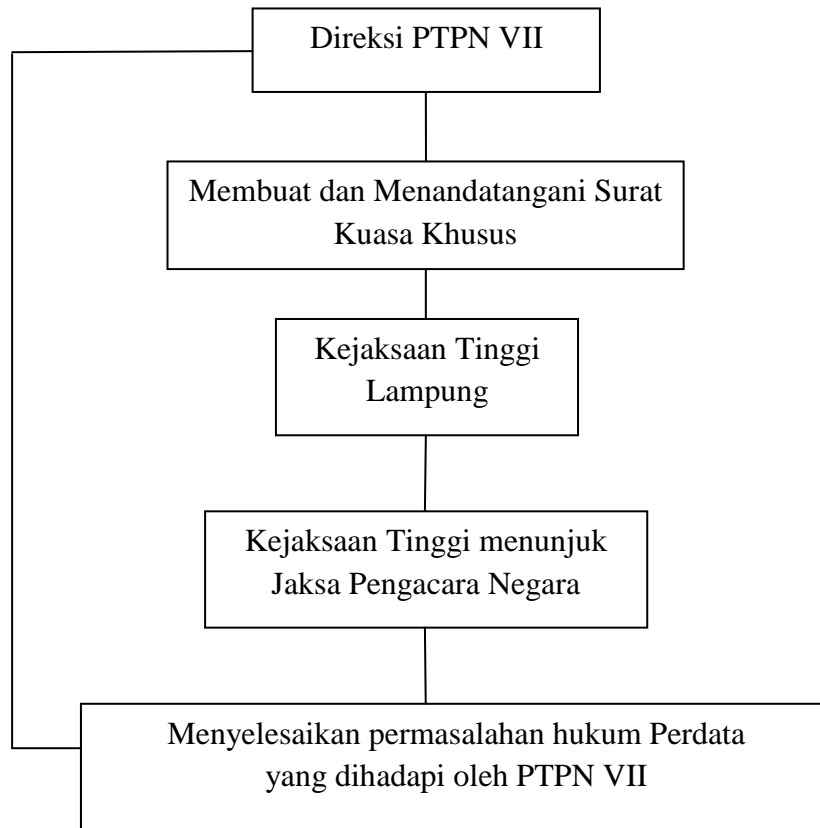 Direksi PTPN VII
Membuat dan Menandatangani Surat
Kuasa Khusus
Kejaksaan Tinggi
Lampung
Kejaksaan Tinggi menunjuk
Jaksa Pengacara Negara
Menyelesaikan permasalahan hukum Perdata
yang dihadapi oleh PTPN VII